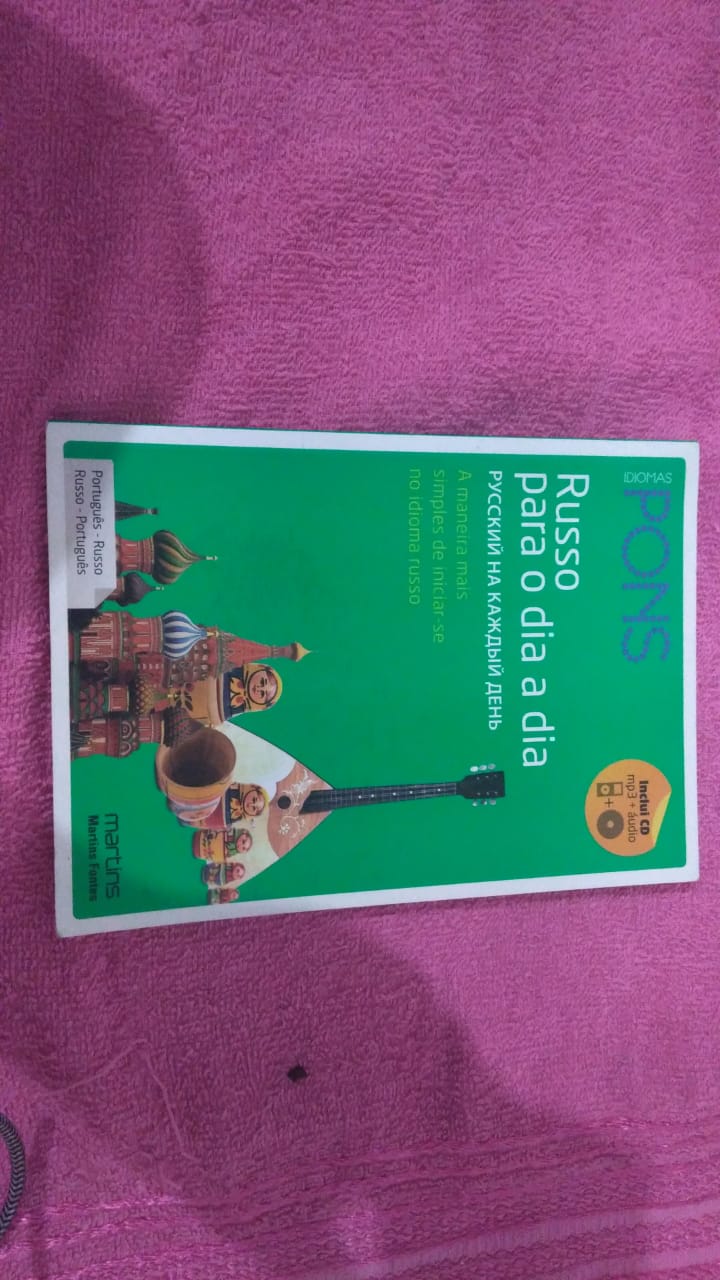 IDIOMAS
PONS
Inclui CD
mp3 + áudio
+
Russo
para o dia a dia
РУССКИЙ НА КАЖДЫЙ ДЕНЬ
A maneira mais
simples de iniciar-se
no idioma russo
Português - Russo
Russo - Português
martins
Martins Fontes